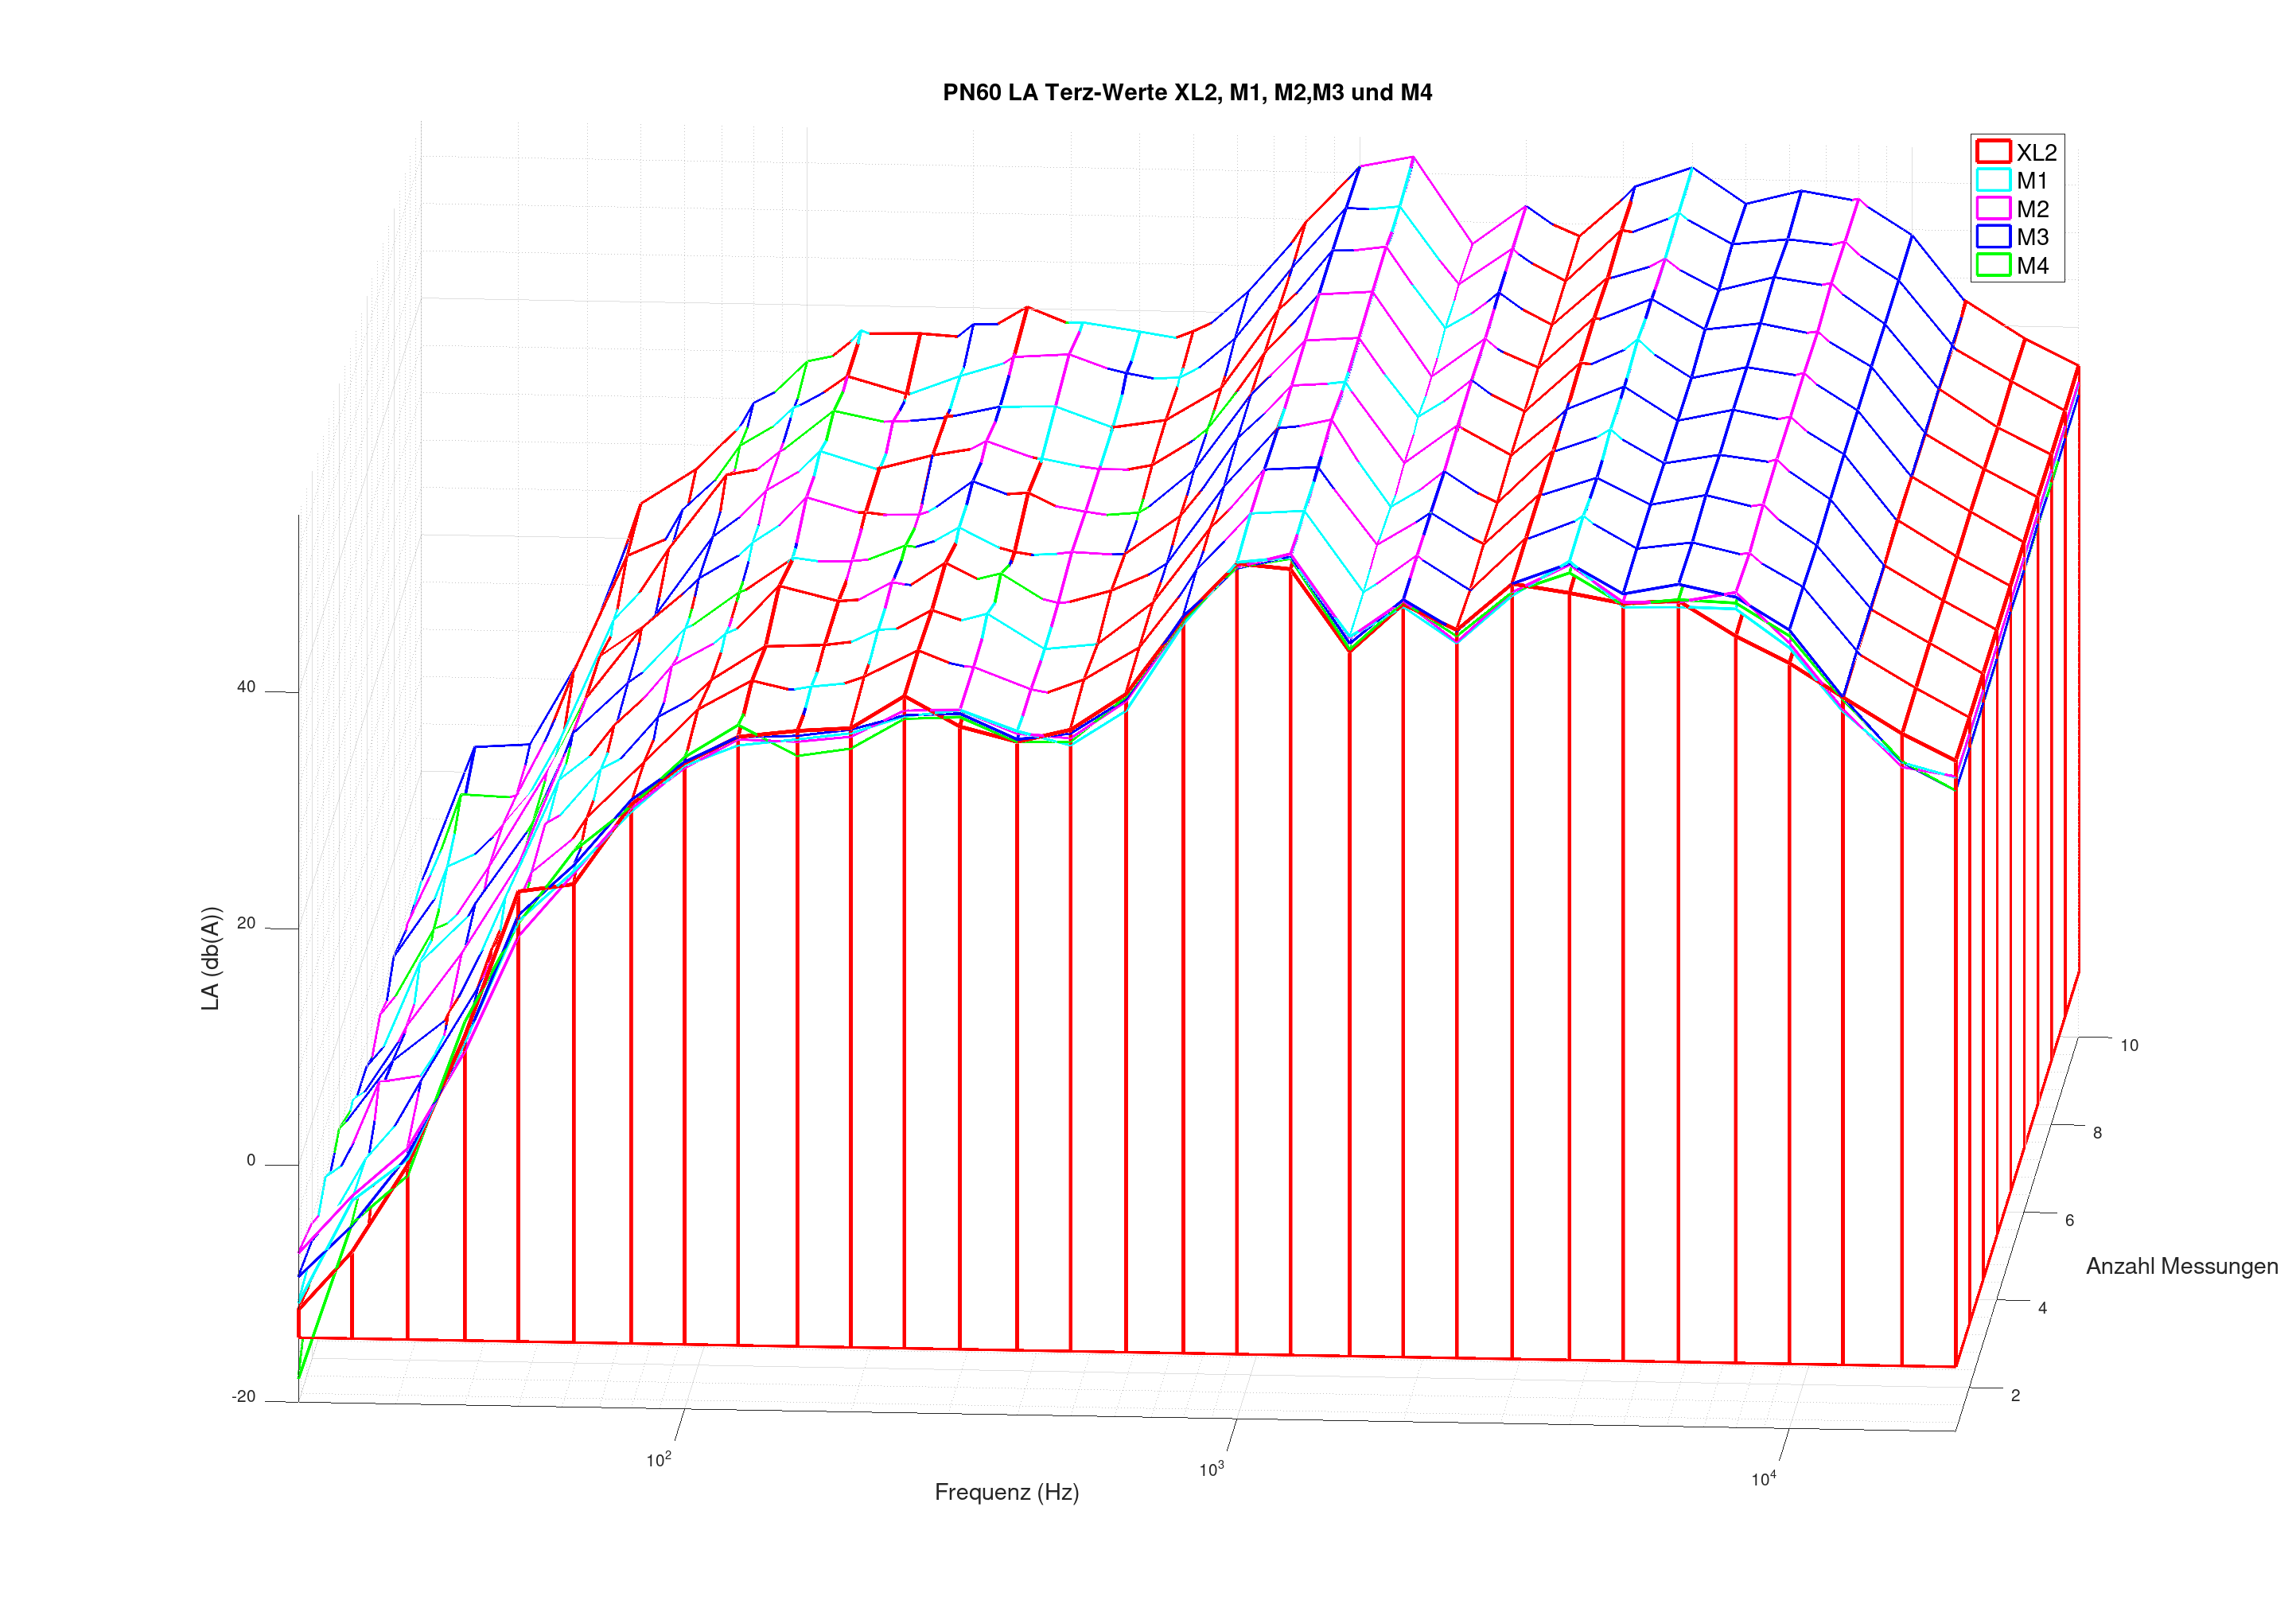 PN60 LA Terz-Werte XL2, M1, M2,M3 und M4
XL2
M1
M2
M3
M4
40
20
0
-20
LA (db(A))
10
8
6
4
2
Anzahl Messungen
10²
10³
10⁴
Frequenz (Hz)